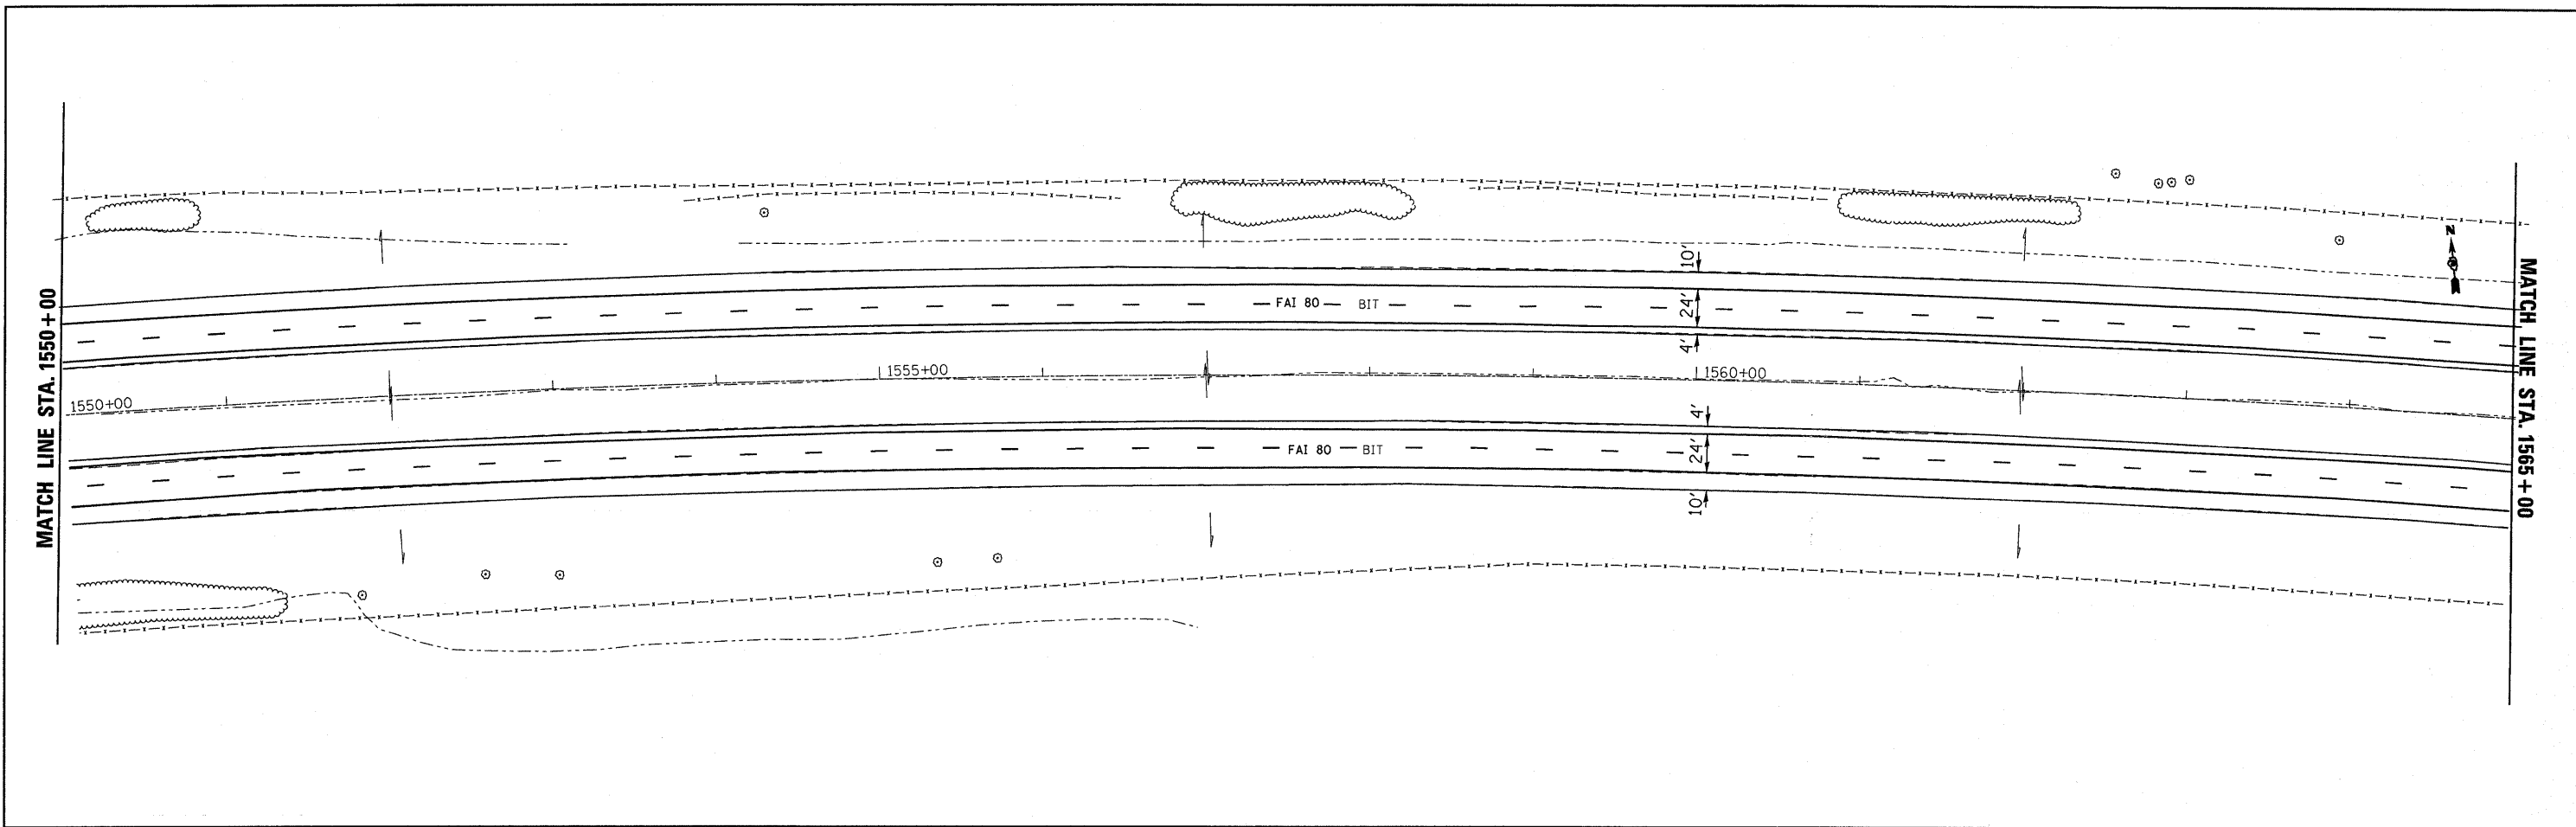 MATCH LINE STA. 1550+00
N
10'
24'
4'
FAI 80 BIT
1550+00
1555+00
1560+00
4'
24'
10'
FAI 80 BIT
MATCH LINE STA. 1565+00